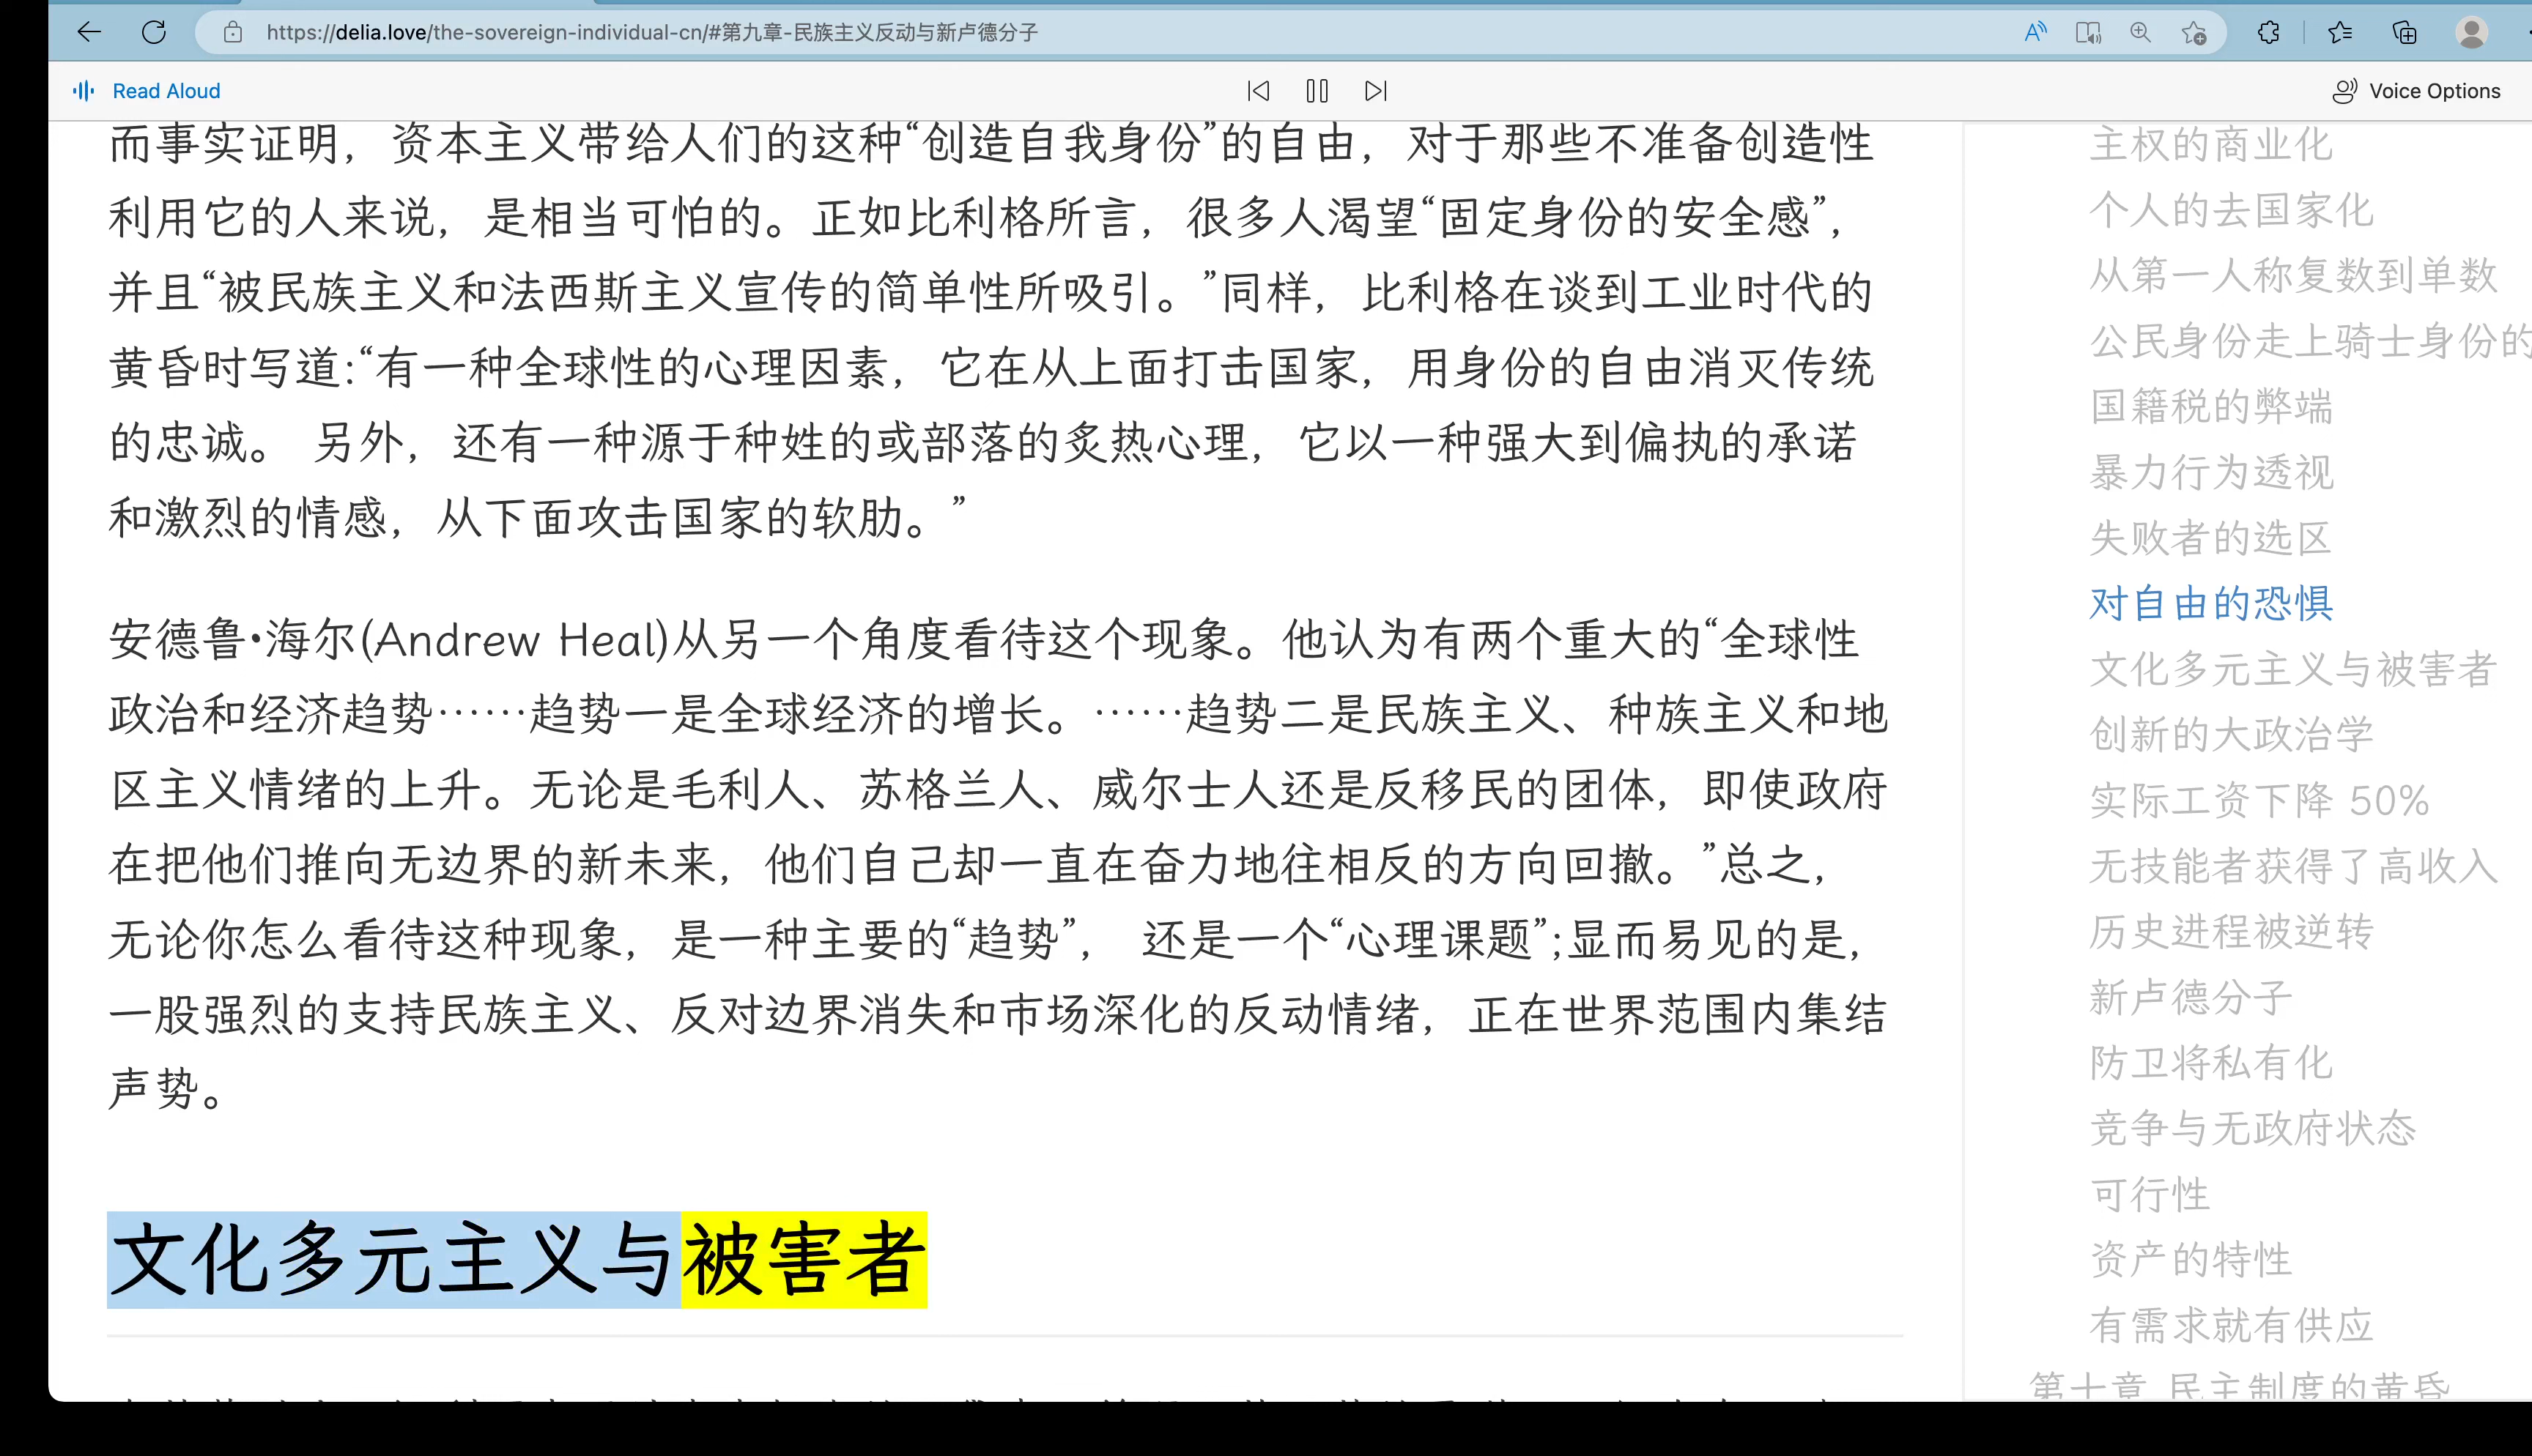 https://delia.love/the-sovereign-individual-cn/#第九章-民族主义反动与新卢德分子
Read Aloud
Voice Options
而事实证明，资本主义带给人们的这种“创造自我身份”的自由，对于那些不准备创造性
利用它的人来说，是相当可怕的。正如比利格所言，很多人渴望“固定身份的安全感”，
并且“被民族主义和法西斯主义宣传的简单性所吸引。”同样，比利格在谈到工业时代的
黄昏时写道:“有一种全球性的心理因素，它在从上面打击国家，用身份的自由消灭传统
的忠诚。 另外，还有一种源于种姓的或部落的炙热心理，它以一种强大到偏执的承诺
和激烈的情感，从下面攻击国家的软肋。”
安德鲁•海尔(Andrew Heal)从另一个角度看待这个现象。他认为有两个重大的“全球性
政治和经济趋势……趋势一是全球经济的增长。……趋势二是民族主义、种族主义和地
区主义情绪的上升。无论是毛利人、苏格兰人、威尔士人还是反移民的团体，即使政府
在把他们推向无边界的新未来，他们自己却一直在奋力地往相反的方向回撤。”总之，
无论你怎么看待这种现象，是一种主要的“趋势”， 还是一个“心理课题”;显而易见的是，
一股强烈的支持民族主义、反对边界消失和市场深化的反动情绪，正在世界范围内集结
声势。
文化多元主义与被害者
主权的商业化
个人的去国家化
从第一人称复数到单数
公民身份走上骑士身份的
国籍税的弊端
暴力行为透视
失败者的选区
对自由的恐惧
文化多元主义与被害者
创新的大政治学
实际工资下降 50%
无技能者获得了高收入
历史进程被逆转
新卢德分子
防卫将私有化
竞争与无政府状态
可行性
资产的特性
有需求就有供应
第十章 民主制度的黄昏